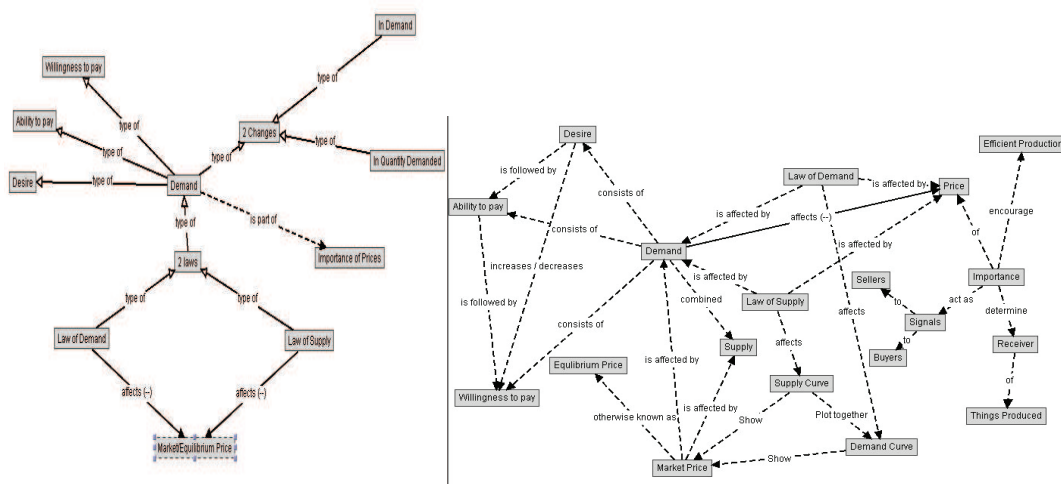 In Demand
Willingness to pay
type of
type of
Ability to pay
2 Changes
type of
type of
type of
In Quantity Demanded
Desire
type of
Demand
is part of
type of
Importance of Prices
2 laws
type of
type of
Law of Demand
Law of Supply
affects (--)
affects (--)
Market/Equilibrium Price
Desire
Efficient Production
is followed by
Law of Demand
is affected by
Price
consists of
encourage
Ability to pay
is affected by
affects (--)
of
consists of
Demand
is affected by
increases / decreases
is affected by
Sellers
Importance
combined
Law of Supply
to
act as
is followed by
affects
Signals
determine
consists of
to
Supply
affects
Buyers
Receiver
Equlibrium Price
is affected by
Supply Curve
of
Willingness to pay
is affected by
otherwise known as
Show
Plot together
Things Produced
Market Price
Show
Demand Curve